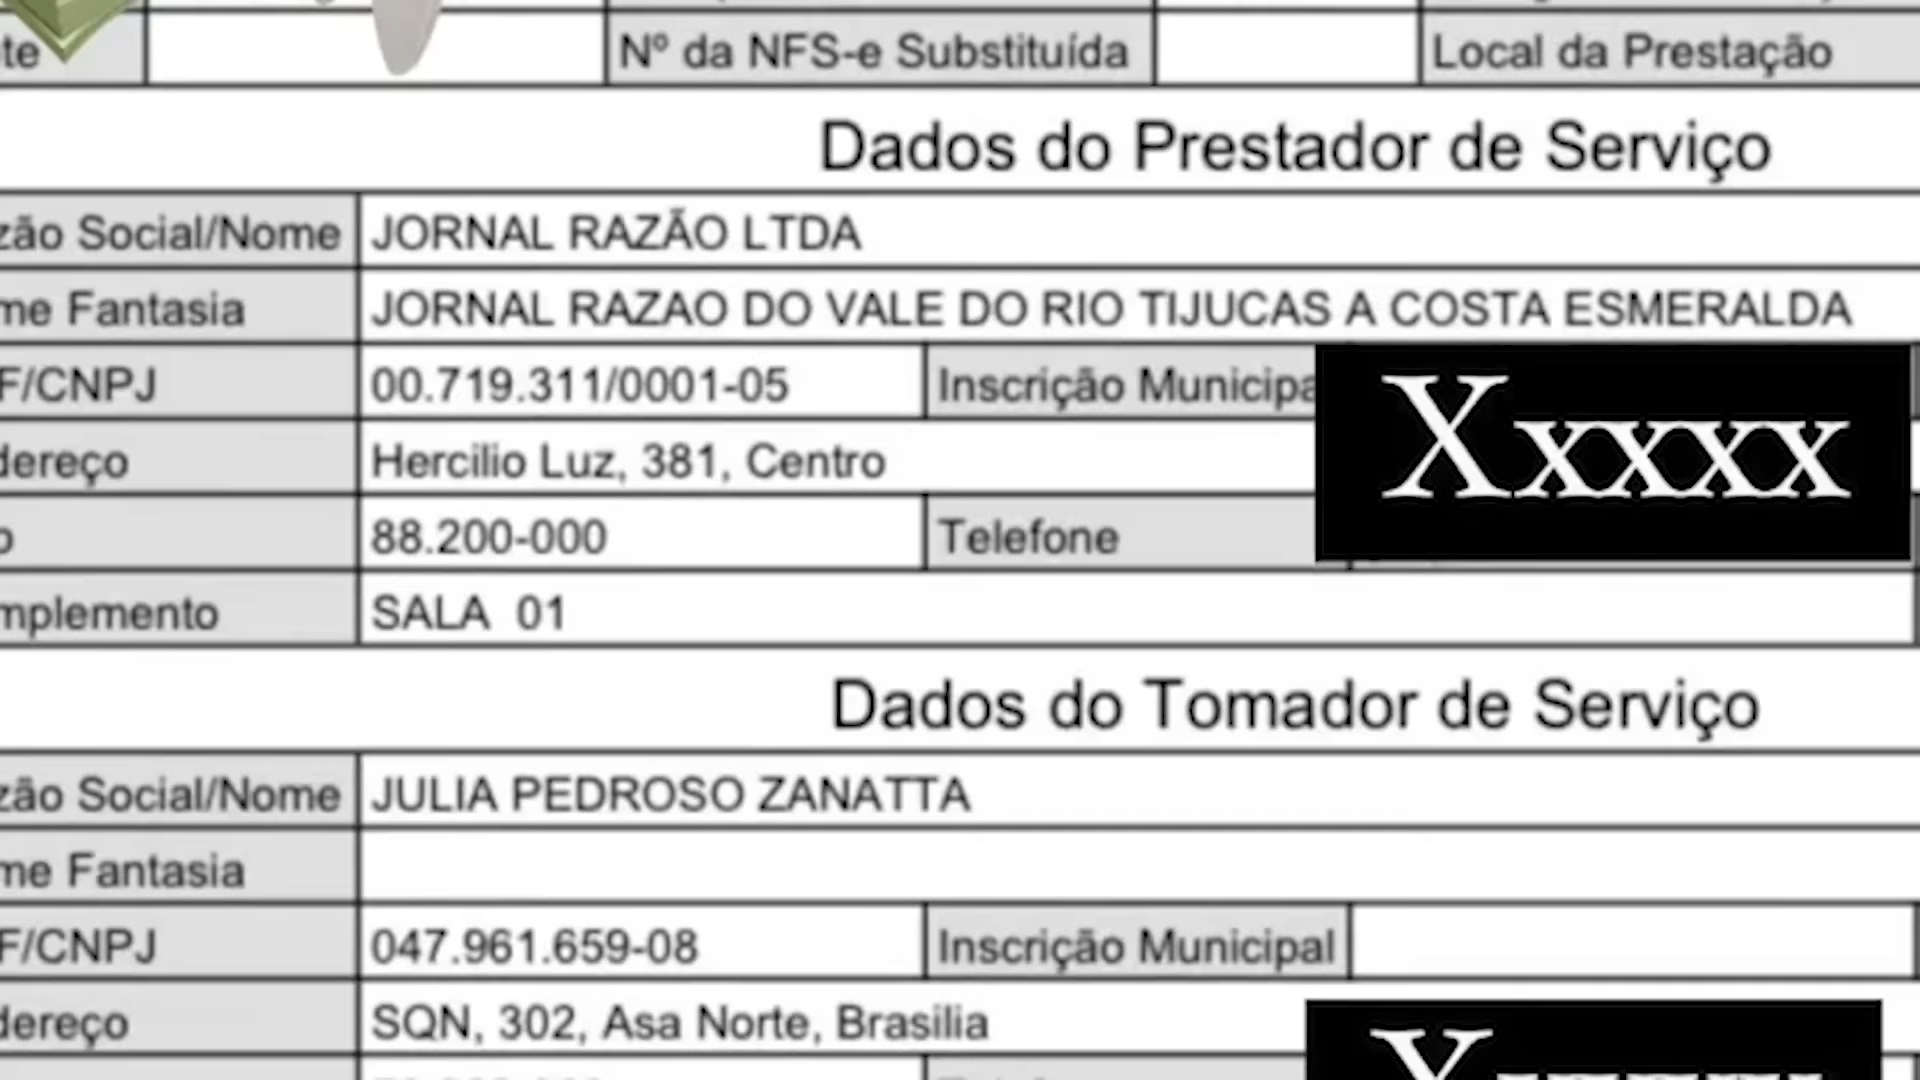 te Nº da NFS-e Substituída Local da Prestação
Dados do Prestador de Serviço
zão Social/Nome JORNAL RAZÃO LTDA
me Fantasia JORNAL RAZAO DO VALE DO RIO TIJUCAS A COSTA ESMERALDA
F/CNPJ 00.719.311/0001-05 Inscrição Municipa
dereço Hercilio Luz, 381, Centro
Xxxxx
o 88.200-000 Telefone
mplemento SALA 01
Dados do Tomador de Serviço
zão Social/Nome JULIA PEDROSO ZANATTA
me Fantasia
F/CNPJ 047.961.659-08 Inscrição Municipal
dereço SQN, 302, Asa Norte, Brasilia